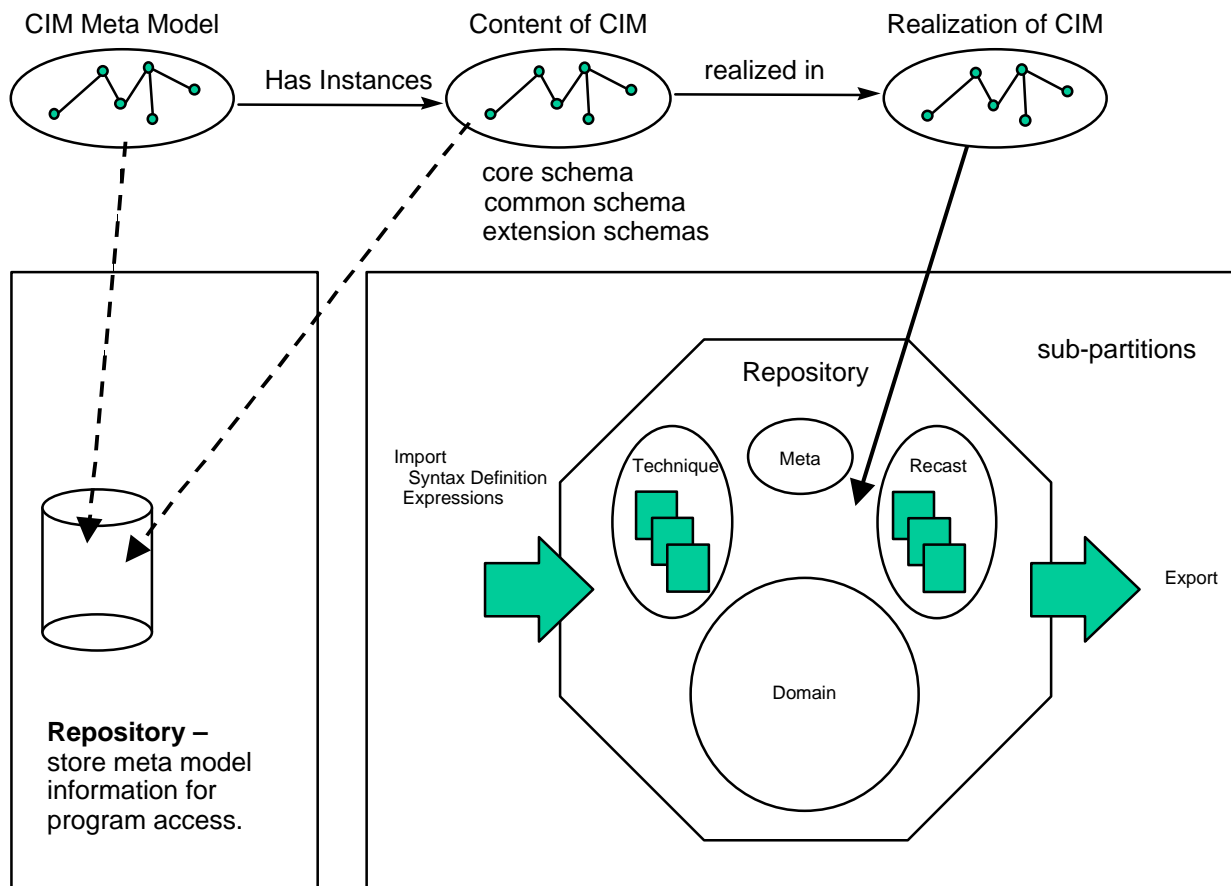 CIM Meta Model
Content of CIM
Realization of CIM
Has Instances
realized in
core schema
common schema
extension schemas
sub-partitions
Repository
Import
Syntax Definition
Expressions
Technique
Meta
Recast
Export
Domain
Repository –
store meta model
information for
program access.